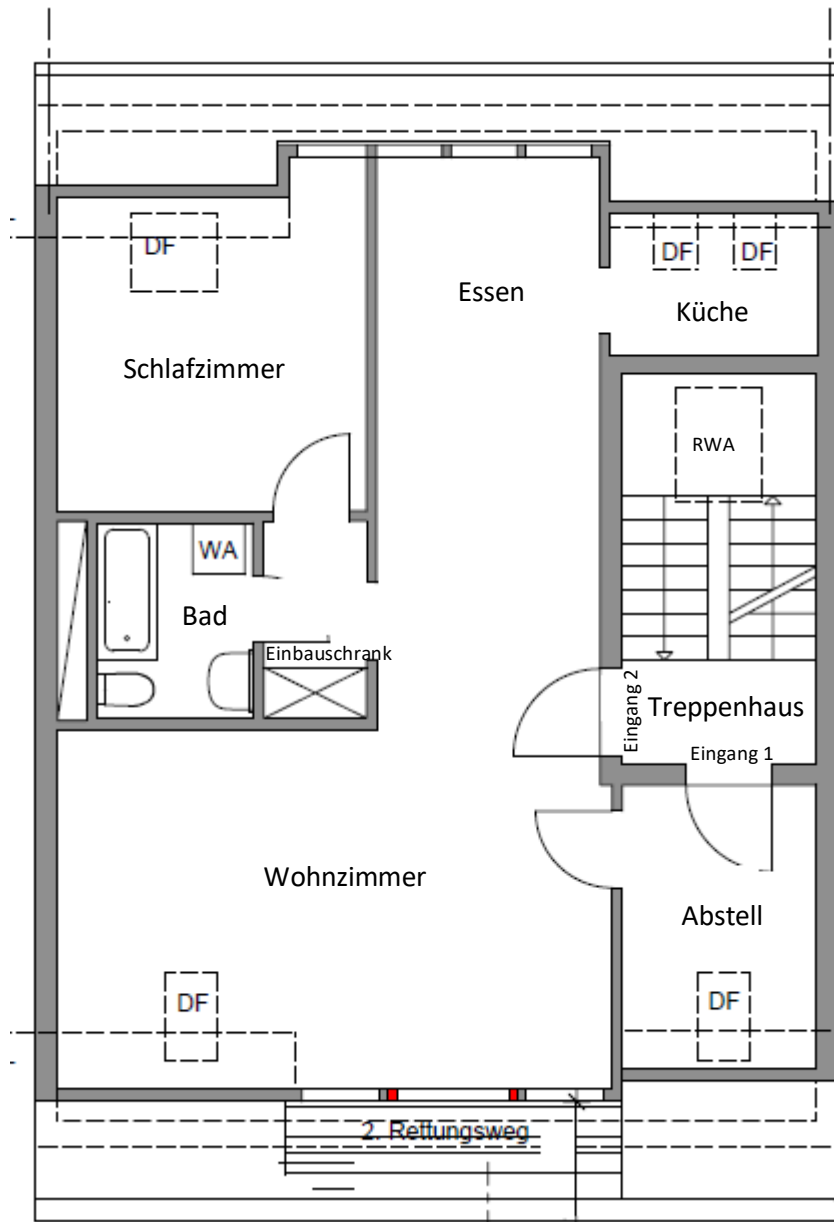 DF
DF
DF
Essen
Küche
Schlafzimmer
RWA
WA
Bad
Einbauschrank
Eingang 2
Treppenhaus
Eingang 1
Wohnzimmer
Abstell
DF
DF
2. Rettungsweg